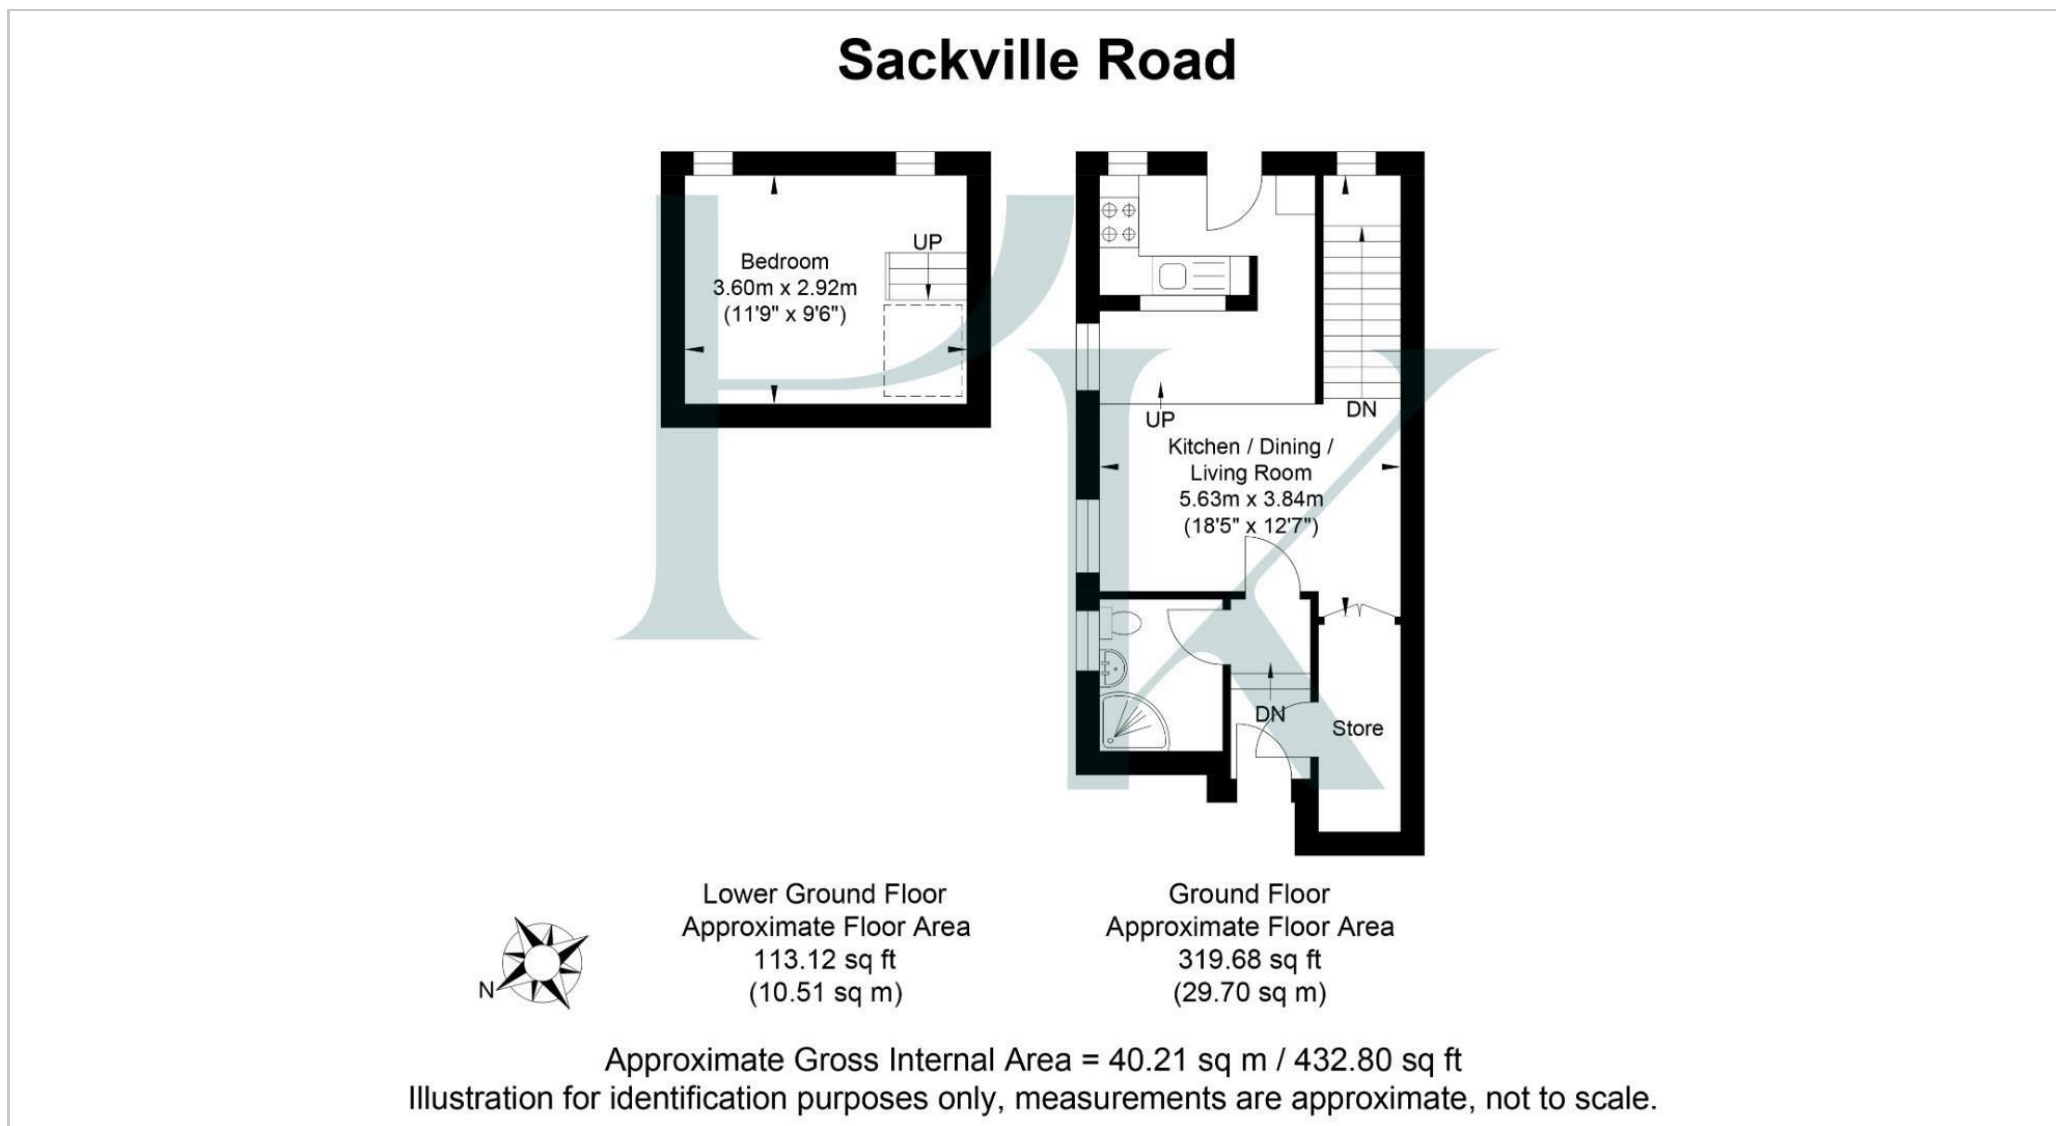 Sackville Road
UP
Bedroom
3.60m x 2.92m
(11'9" x 9'6")
DN
UP
Kitchen / Dining /
Living Room
5.63m x 3.84m
(18'5" x 12'7")
DN
Store
Lower Ground Floor
Approximate Floor Area
113.12 sq ft
(10.51 sq m)
Ground Floor
Approximate Floor Area
319.68 sq ft
(29.70 sq m)
N
Approximate Gross Internal Area = 40.21 sq m / 432.80 sq ft
Illustration for identification purposes only, measurements are approximate, not to scale.
PK